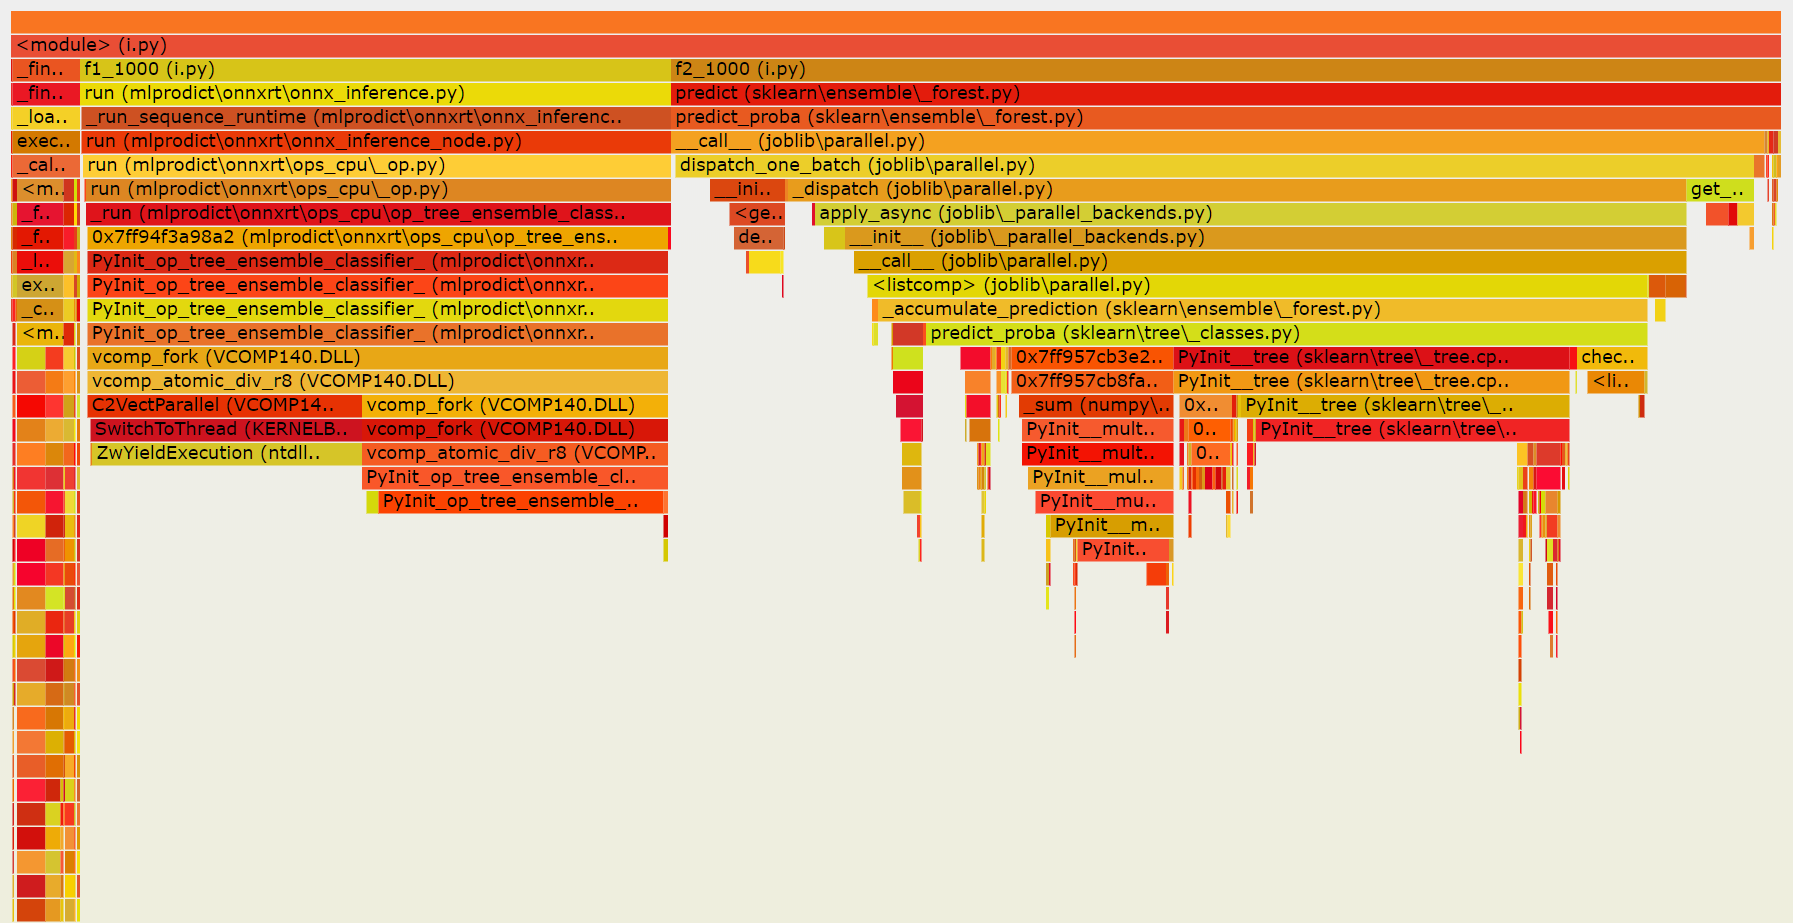 <module> (i.py)
_fin.. f1_1000 (i.py) f2_1000 (i.py)
_fin.. run (mlprodict\onnxrt\onnx_inference.py) predict (sklearn\ensemble\_forest.py)
_loa.. _run_sequence_runtime (mlprodict\onnxrt\onnx_inferenc.. predict_proba (sklearn\ensemble\_forest.py)
exec.. run (mlprodict\onnxrt\onnx_inference_node.py) __call__ (joblib\parallel.py)
_cal.. run (mlprodict\onnxrt\ops_cpu\_op.py) dispatch_one_batch (joblib\parallel.py)
<m.. run (mlprodict\onnxrt\ops_cpu\_op.py) __ini.. _dispatch (joblib\parallel.py) get_..
_f.. _run (mlprodict\onnxrt\ops_cpu\op_tree_ensemble_class.. <ge.. apply_async (joblib\_parallel_backends.py)
_f.. 0x7ff94f3a98a2 (mlprodict\onnxrt\ops_cpu\op_tree_ens.. de.. __init__ (joblib\_parallel_backends.py)
_l.. PyInit_op_tree_ensemble_classifier_ (mlprodict\onnxr.. __call__ (joblib\parallel.py)
ex.. PyInit_op_tree_ensemble_classifier_ (mlprodict\onnxr.. <listcomp> (joblib\parallel.py)
_c.. PyInit_op_tree_ensemble_classifier_ (mlprodict\onnxr.. _accumulate_prediction (sklearn\ensemble\_forest.py)
<m.. PyInit_op_tree_ensemble_classifier_ (mlprodict\onnxr.. predict_proba (sklearn\tree\_classes.py)
vcomp_fork (VCOMP140.DLL) 0x7ff957cb3e2.. PyInit__tree (sklearn\tree\_tree.cp.. chec..
vcomp_atomic_div_r8 (VCOMP140.DLL) 0x7ff957cb8fa.. PyInit__tree (sklearn\tree\_tree.cp.. <li..
C2VectParallel (VCOMP14.. vcomp_fork (VCOMP140.DLL) _sum (numpy\.. 0x.. PyInit__tree (sklearn\tree\_..
SwitchToThread (KERNELB.. vcomp_fork (VCOMP140.DLL) PyInit__mult.. 0.. PyInit__tree (sklearn\tree\..
ZwYieldExecution (ntdll.. vcomp_atomic_div_r8 (VCOMP.. PyInit__mult.. 0..
PyInit_op_tree_ensemble_cl.. PyInit__mul..
PyInit_op_tree_ensemble_.. PyInit__mu..
PyInit__m..
PyInit..